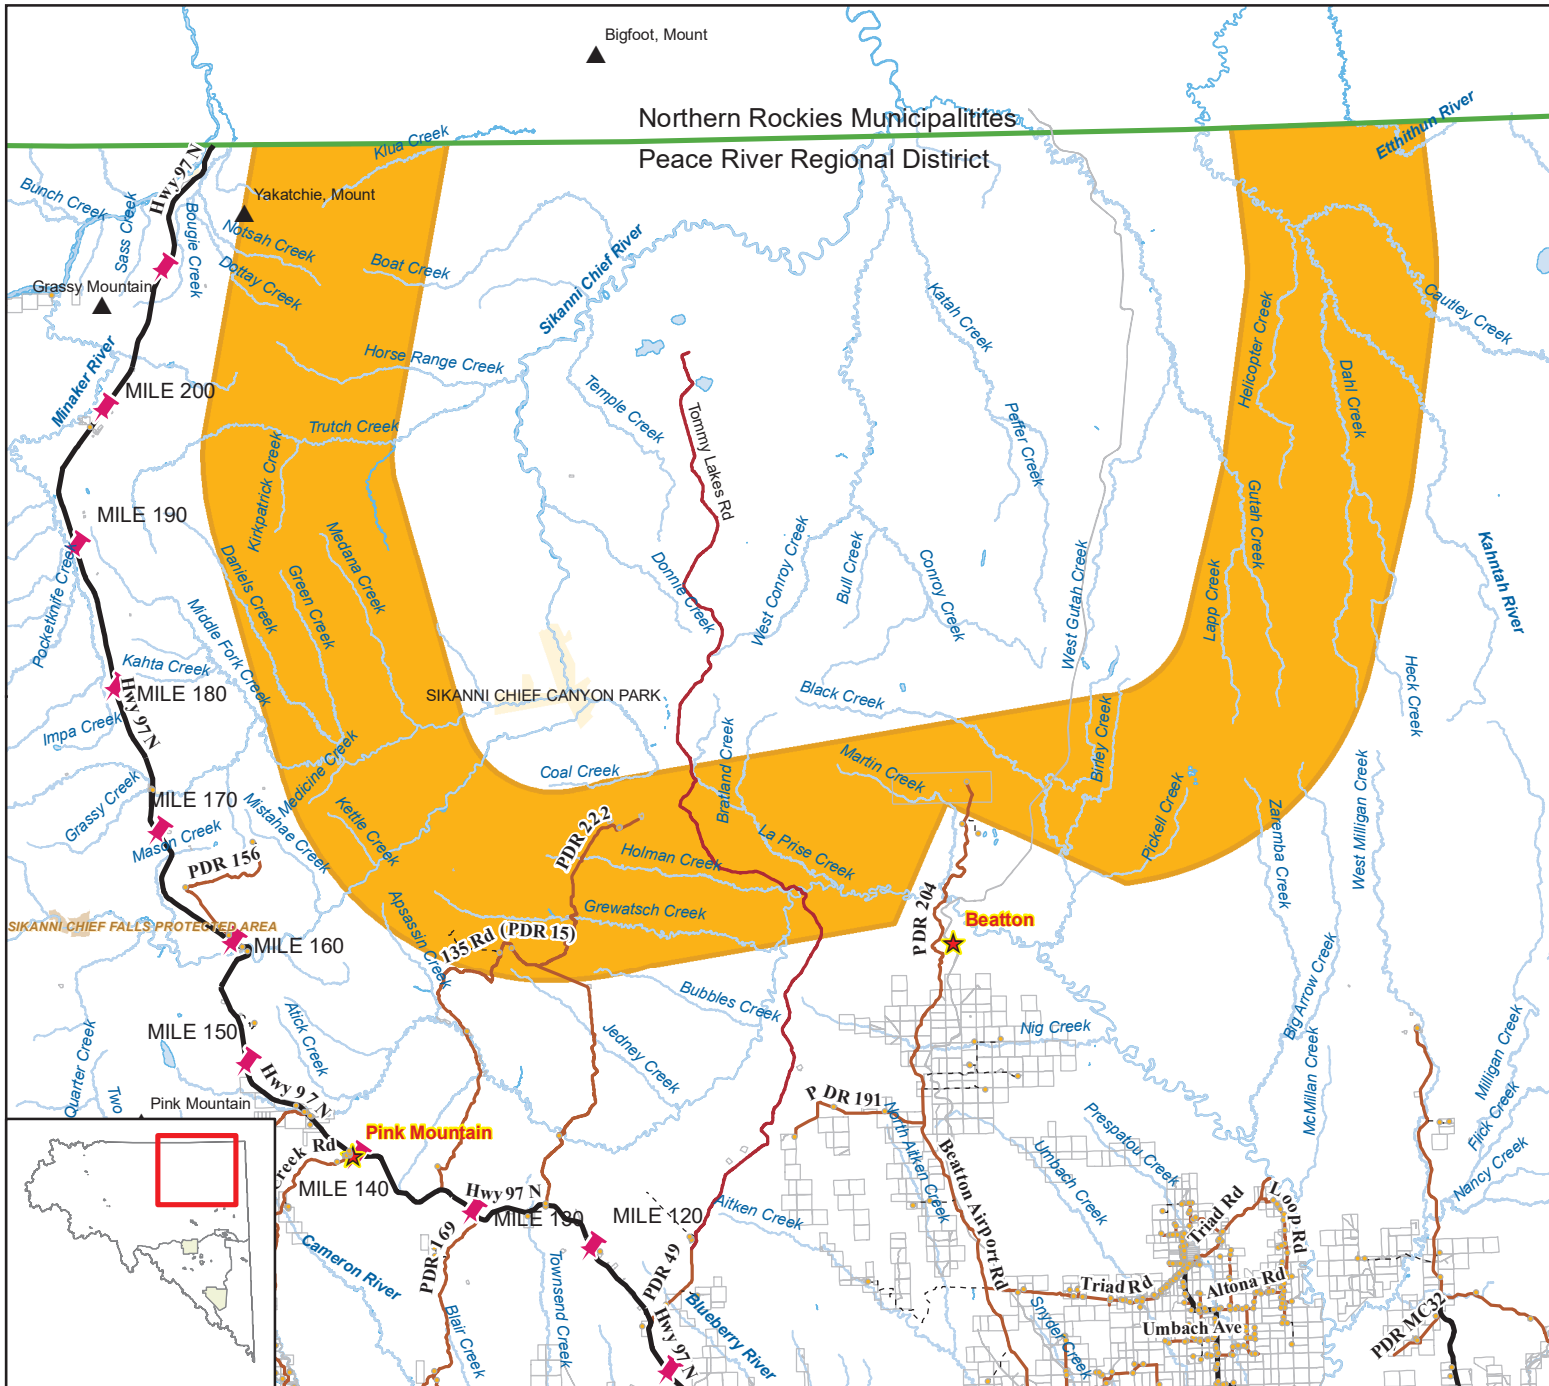 Bigfoot, Mount
Northern Rockies Municipalitites
Peace River Regional Distirict
Etthithun River
Klua Creek
Hwy 97 N
Bunch Creek
Sass Creek
Bougie Creek
Yakatchie, Mount
Notsah Creek
Dottay Creek
Boat Creek
Sikanni Chief River
Grassy Mountain
Katah Creek
Cautley Creek
Helicopter Creek
Minaker River
MILE 200
Horse Range Creek
Temple Creek
Tommy Lakes Rd
Peffer Creek
Dahl Creek
Trutch Creek
Kirkpatrick Creek
MILE 190
Medana Creek
Daniels Creek
Green Creek
Donnie Creek
West Conroy Creek
Bull Creek
Conroy Creek
West Gutah Creek
Gutah Creek
Lapp Creek
Kahntah River
Pocketknife Creek
Middle Fork Creek
Kahta Creek
MILE 180
Hwy 97 N
SIKANNI CHIEF CANYON PARK
Black Creek
Heck Creek
Impa Creek
Bratland Creek
Birley Creek
Medicine Creek
Coal Creek
Martin Creek
Grassy Creek
MILE 170
Mistahae Creek
Kettle Creek
PDR 222
La Prise Creek
Pickell Creek
Zaremba Creek
West Milligan Creek
Mason Creek
PDR 156
Holman Creek
Apsassin Creek
Grewatsch Creek
PDR 204
Beatton
SIKANNI CHIEF FALLS PROTECTED AREA
MILE 160
135 Rd (PDR 15)
Bubbles Creek
Big Arrow Creek
MILE 150
Atick Creek
Jedney Creek
Nig Creek
Quarter Creek
Two
Hwy 97 N
McMillan Creek
Milligan Creek
Flick Creek
Pink Mountain
P DR 191
North Aitken Creek
Prespatou Creek
Pink Mountain
reek Rd
Umbach Creek
Nancy Creek
MILE 140
Hwy 97 N
MILE 130
MILE 120
Aitken Creek
Beatton Airport Rd
Triad Rd
Loop Rd
Cameron River
PDR 169
Townsend Creek
PDR 49
Blueberry River
Triad Rd
Altona Rd
Snyder Creek
Umbach Ave
PDR MC32
Blair Creek
Hwy 97 N